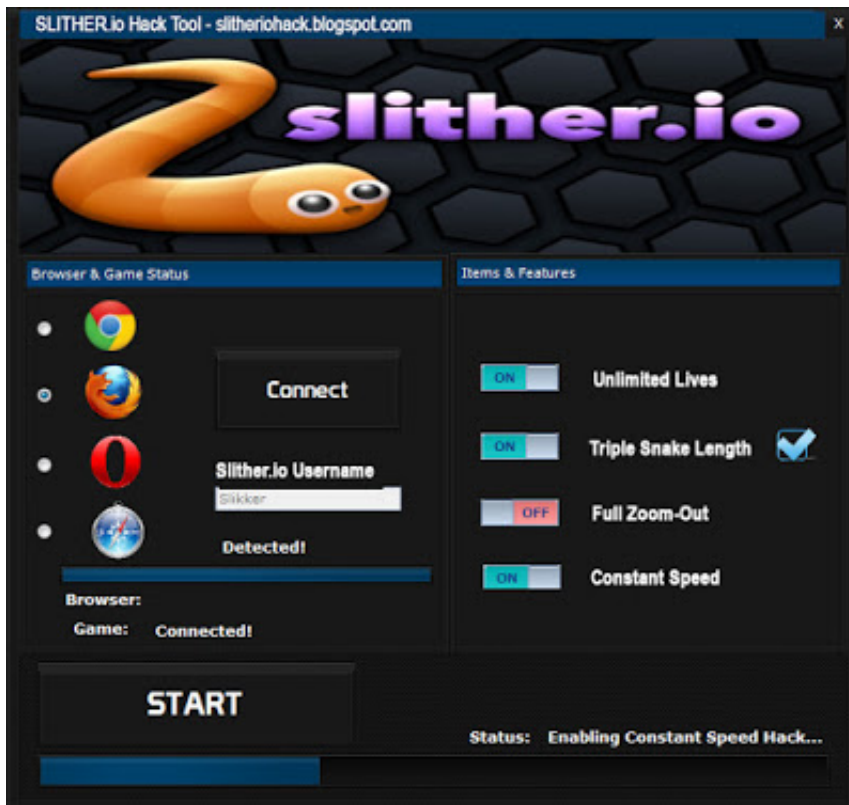 SLITHER.io Hack Tool - slitheriohack.blogspot.com
X
slither.io
Browser & Game Status
Items & Features
Connect
Slither.io Username
Slikker
Detected!
Browser:
Game: Connected!
ON Unlimited Lives
ON Triple Snake Length
OFF Full Zoom-Out
ON Constant Speed
START
Status: Enabling Constant Speed Hack...